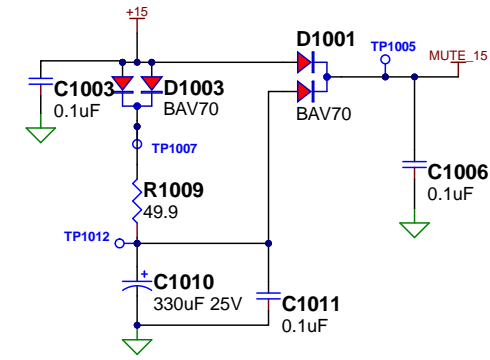 +15
D1001
TP1005
MUTE_15
C1003
0.1uF
D1003
BAV70
BAV70
TP1007
C1006
0.1uF
R1009
49.9
TP1012
+
C1010
330uF 25V
C1011
0.1uF